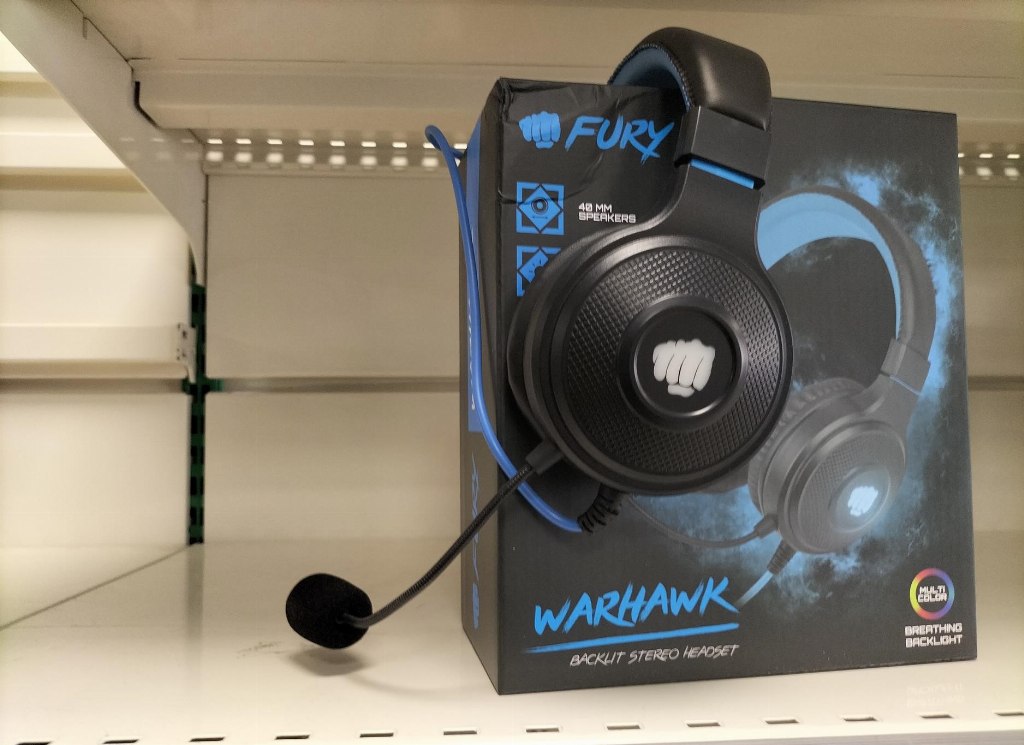 FURY
40 MM
SPEAKERS
WARHAWK
BACKLIT STEREO HEADSET
MULTI
COLOR
BREATHING
BACKLIGHT